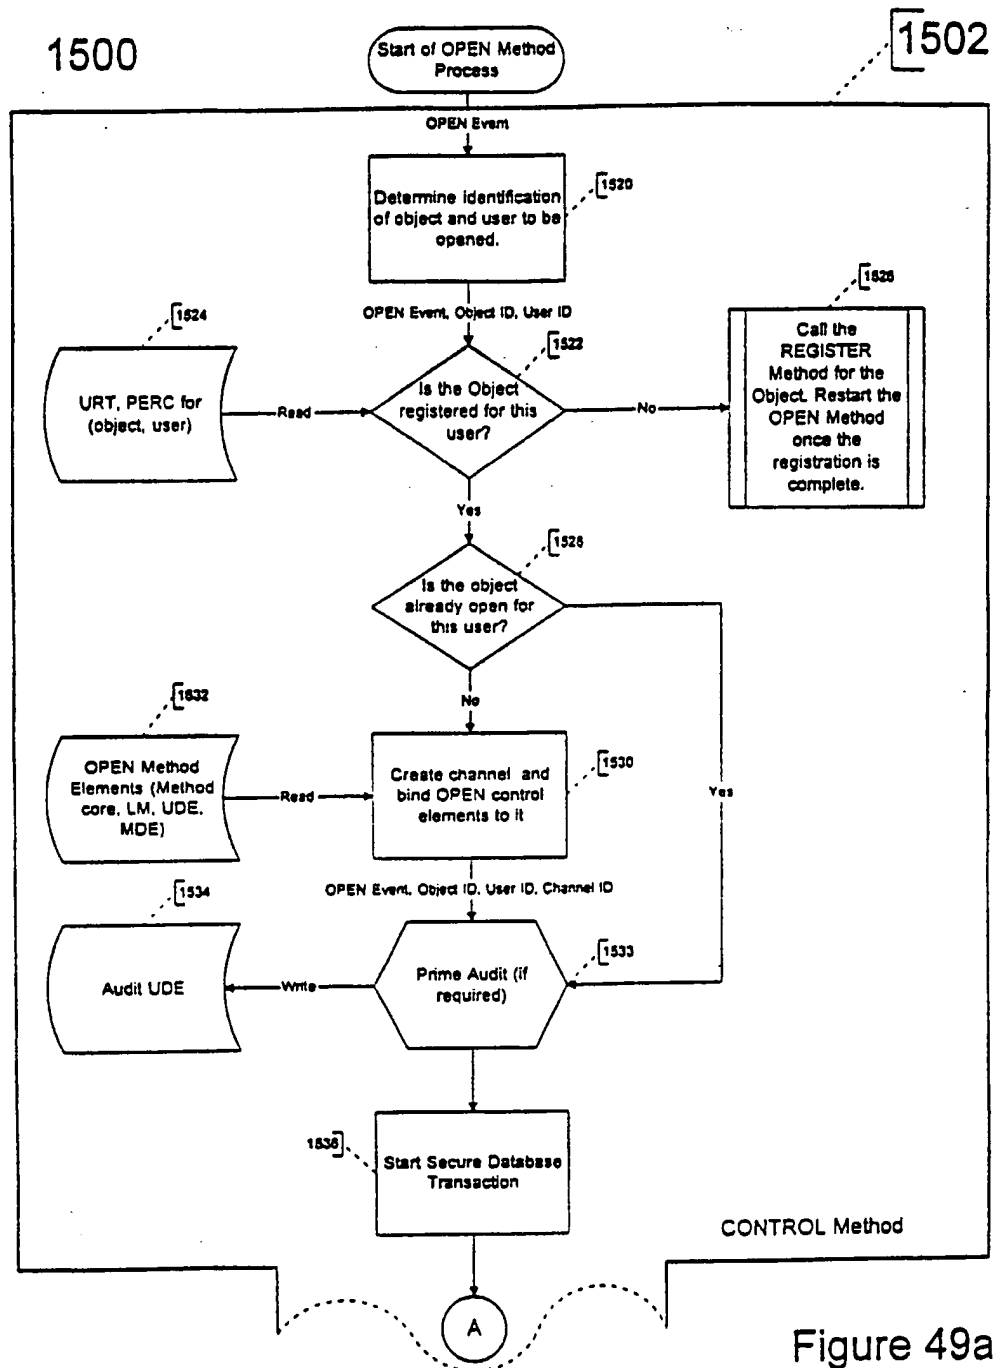 1500
Start of OPEN Method
Process
1502
OPEN Event
Determine identification
of object and user to be
opened.
1520
OPEN Event, Object ID, User ID
1524
1522
1526
URT, PERC for
(object, user)
Read
Is the Object
registered for this
user?
No
Call the
REGISTER
Method for the
Object. Restart the
OPEN Method
once the
registration is
complete.
Yes
1528
Is the object
already open for
this user?
No
Yes
1532
OPEN Method
Elements (Method
core, LM, UDE,
MDE)
Read
Create channel and
bind OPEN control
elements to it
1530
OPEN Event, Object ID, User ID, Channel ID
1534
Audit UDE
Write
Prime Audit (if
required)
1533
1536
Start Secure Database
Transaction
CONTROL Method
A
Figure 49a